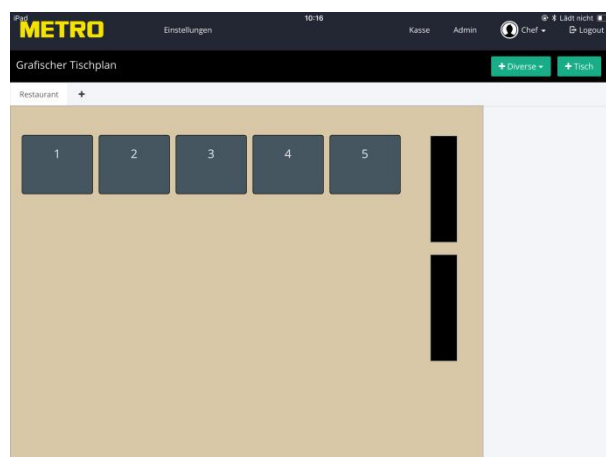 iPad 10:16 Lädt nicht
METRO Einstellungen Kasse Admin Chef Logout
Grafischer Tischplan + Diverse + Tisch
Restaurant +
1 2 3 4 5